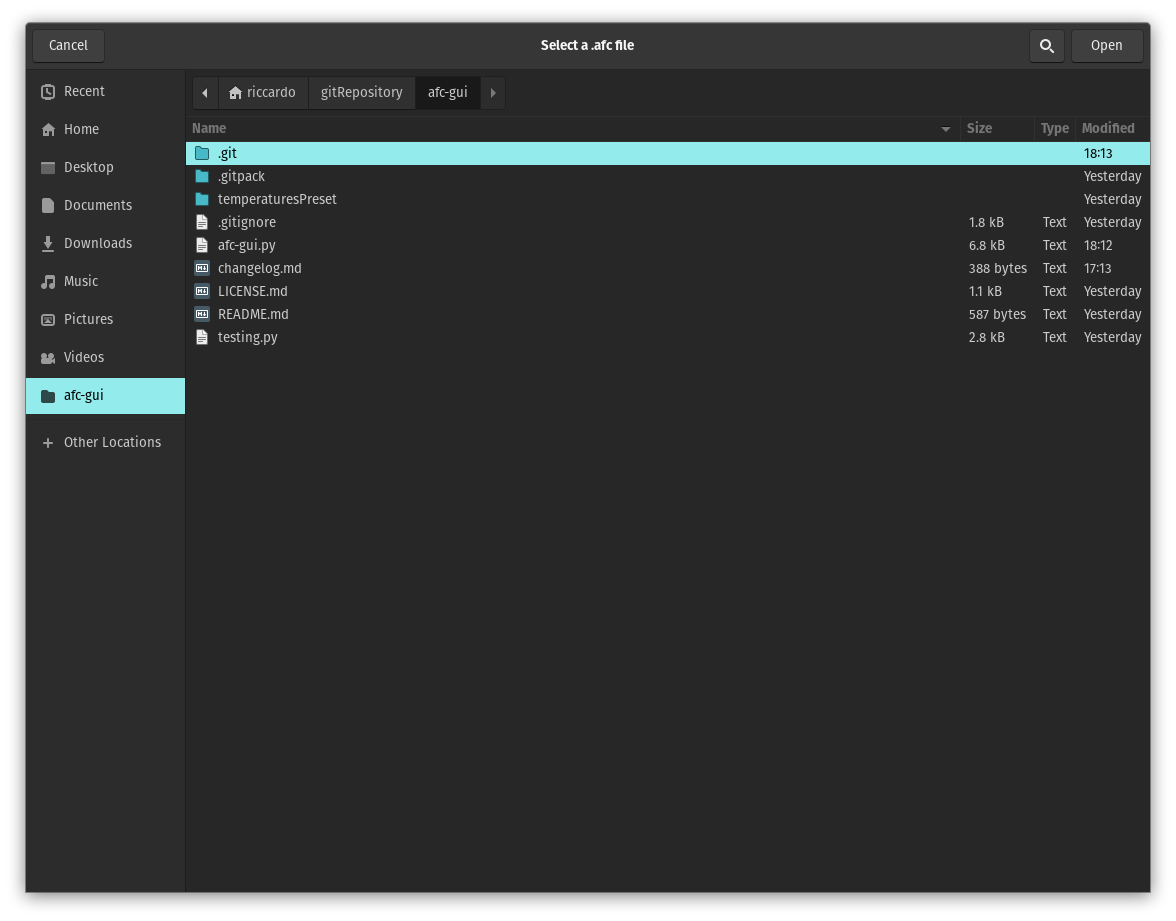 Cancel Select a .afc file Open
Recent
Home
Desktop
Documents
Downloads
Music
Pictures
Videos
afc-gui
Other Locations
riccardo gitRepository afc-gui
Name Size Type Modified
.git 18:13
.gitpack Yesterday
temperaturesPreset Yesterday
.gitignore 1.8 kB Text Yesterday
afc-gui.py 6.8 kB Text 18:12
changelog.md 388 bytes Text 17:13
LICENSE.md 1.1 kB Text Yesterday
README.md 587 bytes Text Yesterday
testing.py 2.8 kB Text Yesterday